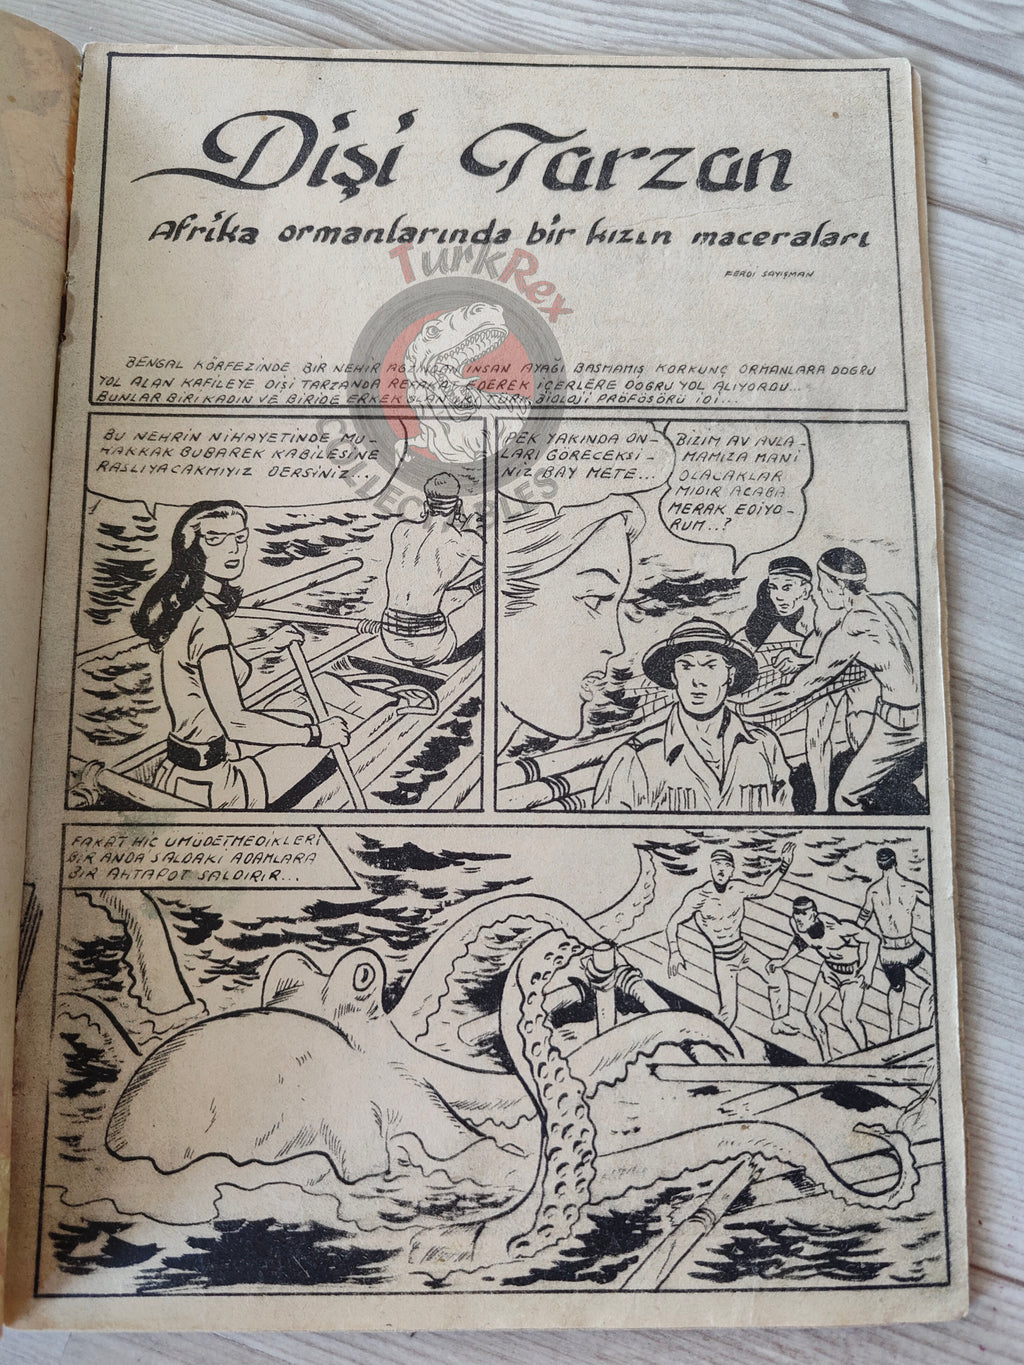 Dişi Tarzan
Afrika ormanlarında bir kızın maceraları
FERDİ SAYIŞMAN
TurkRex
COLLECTIBLES
BENGAL KÖRFEZİNDE BİR NEHİR AĞZINDAN İNSAN AYAĞI BASMAMIŞ KORKUNÇ ORMANLARA DOĞRU
YOL ALAN KAFİLEYE DİŞİ TARZANDA REFAKAT EDEREK İÇERLERE DOĞRU YOL ALIYORDU...
BUNLAR BİRİ KADIN VE BİRİDE ERKEK OLAN İKİ TÜRK BİOLOJİ PROFÖSÖRÜ İDİ...
BU NEHRİN NİHAYETİNDE MU-
HAKKAK BUBAREK KABİLESİNE
RASLIYACAKMIYIZ DERSİNİZ...
PEK YAKINDA ON-
LARI GÖRECEKSİ-
NİZ BAY METE...
BİZİM AV AVLA-
MAMIZA MANİ
OLACAKLAR
MIDIR ACABA
MERAK EDİYO-
RUM..?
FAKAT HİÇ UMÜDETMEDİKLERİ
BİR ANDA SALDAKİ ADAMLARA
BİR AHTAPOT SALDIRIR...